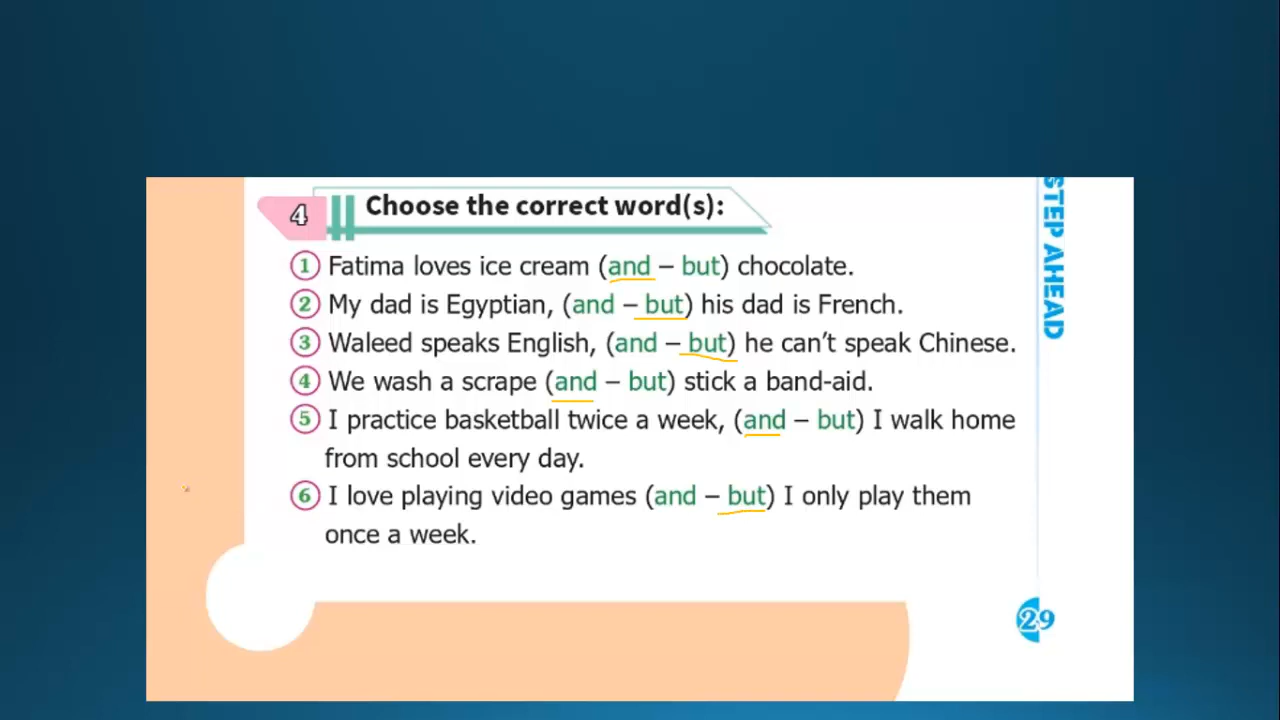 4 Choose the correct word(s):
1 Fatima loves ice cream (and – but) chocolate.
2 My dad is Egyptian, (and – but) his dad is French.
3 Waleed speaks English, (and – but) he can't speak Chinese.
4 We wash a scrape (and – but) stick a band-aid.
5 I practice basketball twice a week, (and – but) I walk home
from school every day.
6 I love playing video games (and – but) I only play them
once a week.
STEP AHEAD
29